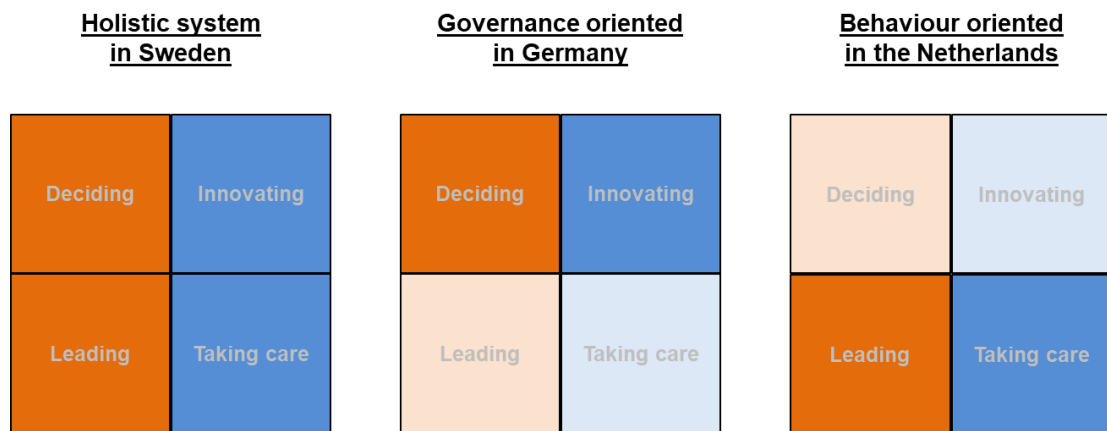 Holistic system
in Sweden
Governance oriented
in Germany
Behaviour oriented
in the Netherlands
Deciding
Innovating
Deciding
Innovating
Deciding
Innovating
Leading
Taking care
Leading
Taking care
Leading
Taking care